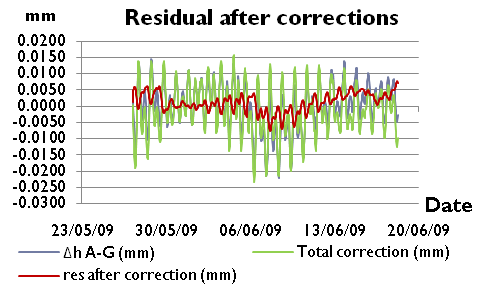 mm Residual after corrections
0.0200
0.0150
0.0100
0.0050
0.0000
-0.0050
-0.0100
-0.0150
-0.0200
-0.0250
-0.0300
Date
23/05/09 30/05/09 06/06/09 13/06/09 20/06/09
Δh A-G (mm) Total correction (mm)
res after correction (mm)